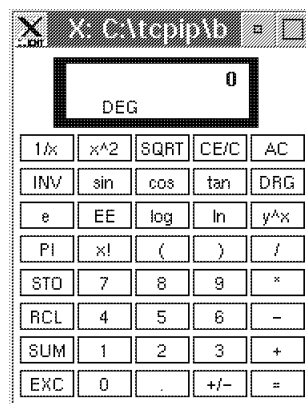 X: C:\tcpip\b
0
DEG
1/x x^2 SQRT CE/C AC
INV sin cos tan DRG
e EE log ln y^x
PI x! ( ) /
STO 7 8 9 *
RCL 4 5 6 -
SUM 1 2 3 +
EXC 0 . +/- =